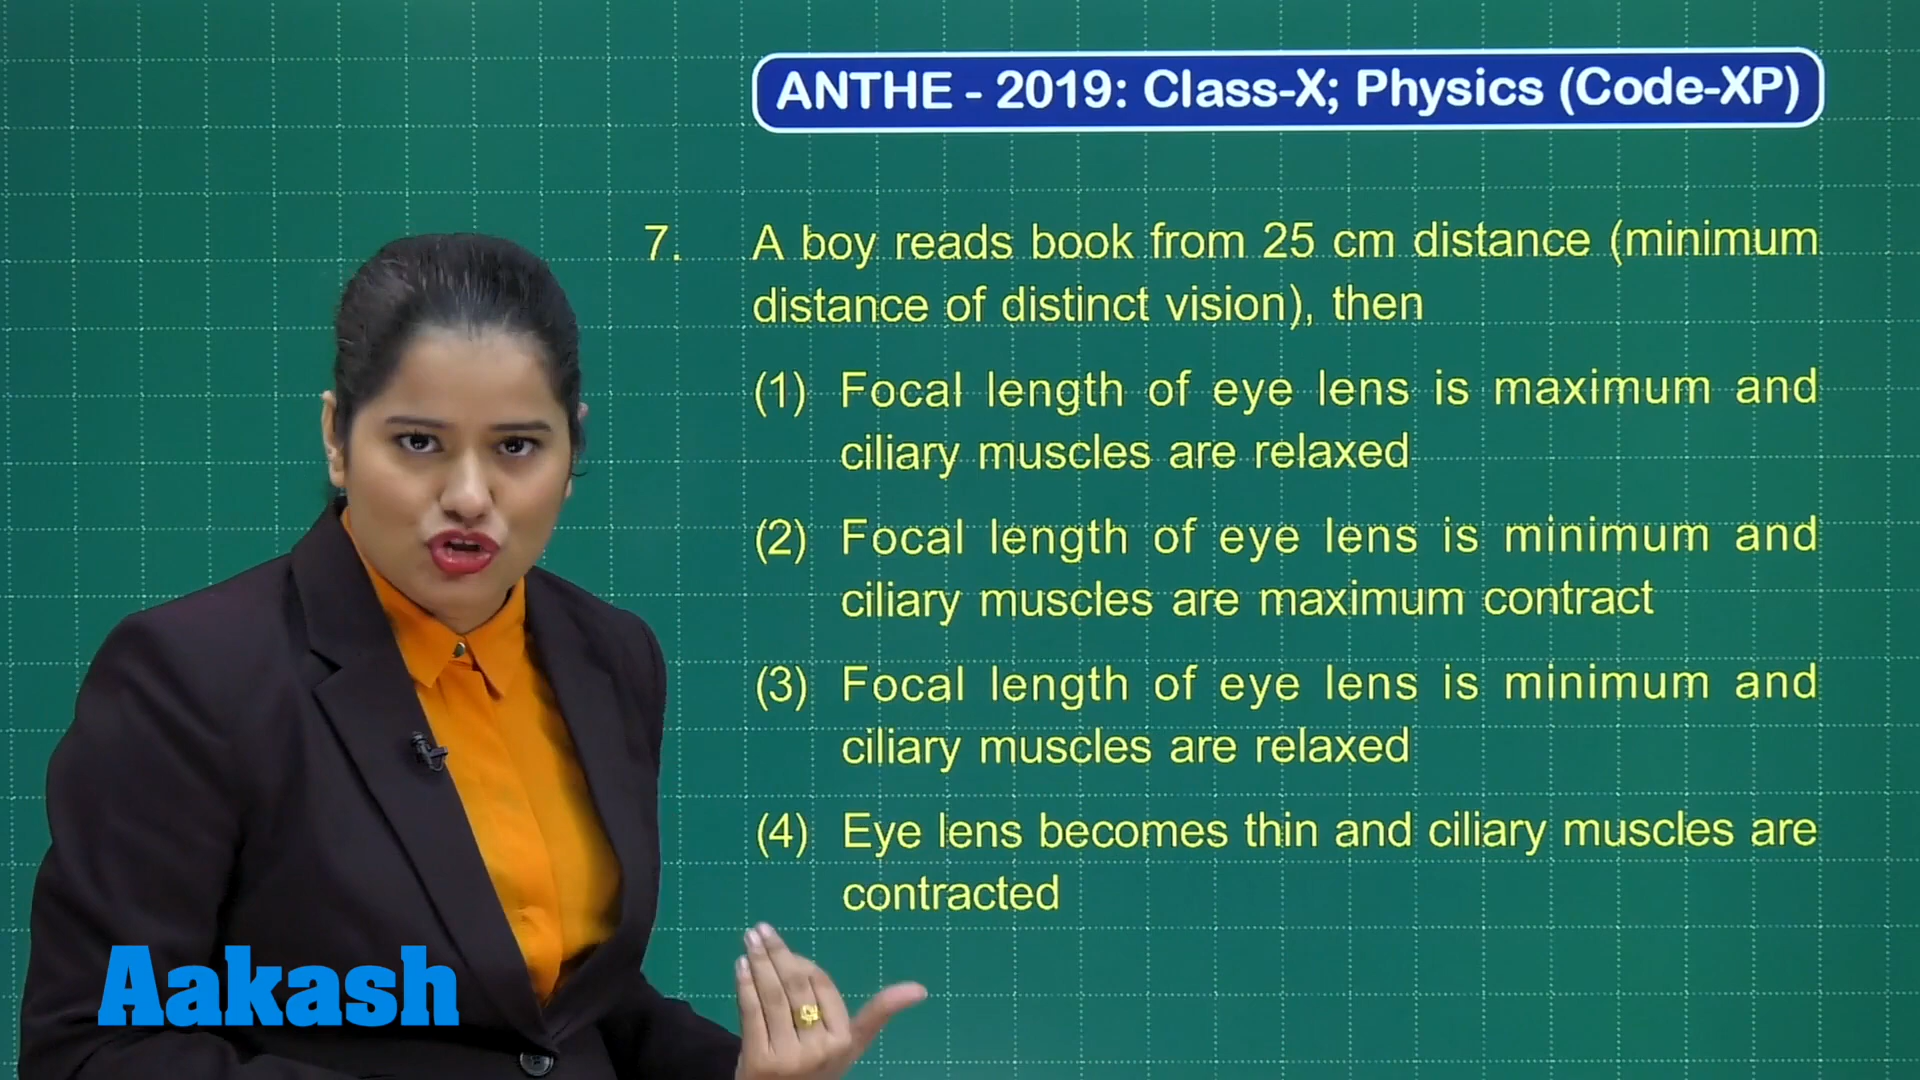 ANTHE - 2019: Class-X; Physics (Code-XP)
7. A boy reads book from 25 cm distance (minimum
distance of distinct vision), then
(1) Focal length of eye lens is maximum and
ciliary muscles are relaxed
(2) Focal length of eye lens is minimum and
ciliary muscles are maximum contract
(3) Focal length of eye lens is minimum and
ciliary muscles are relaxed
(4) Eye lens becomes thin and ciliary muscles are
contracted
Aakash